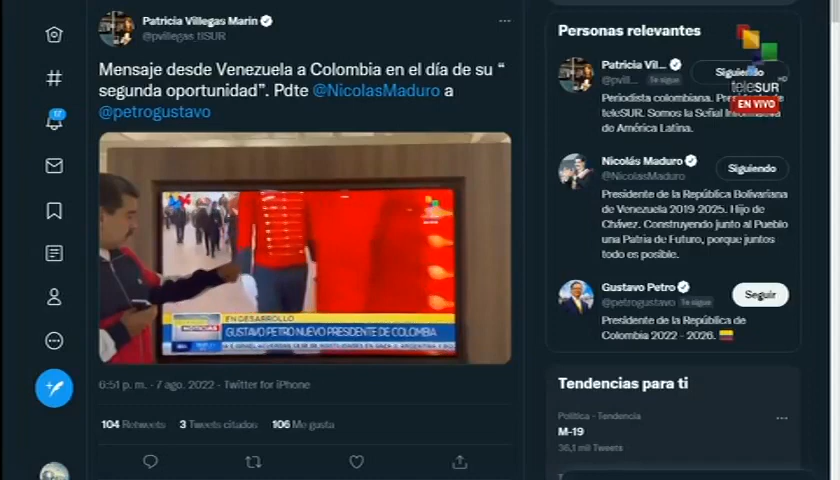 Patricia Villegas Marin
@pvillegas tlSUR
Mensaje desde Venezuela a Colombia en el día de su “
segunda oportunidad”. Pdte @NicolasMaduro a
@petrogustavo
EN DESARROLLO
NOTICIAS
GUSTAVO PETRO NUEVO PRESIDENTE DE COLOMBIA
6:51 p. m. · 7 ago. 2022 · Twitter for iPhone
104 Retweets 3 Tweets citados 106 Me gusta
17
Personas relevantes
Patricia Vil...
@pvill... Te sigue
Siguiendo
Periodista colombiana.
teleSUR. Somos la Señal
de América Latina.
teleSUR HD
EN VIVO
Nicolás Maduro
@NicolasMaduro
Siguiendo
Presidente de la República Bolivariana
de Venezuela 2019-2025. Hijo de
Chávez. Construyendo junto al Pueblo
una Patria de Futuro, porque juntos
todo es posible.
Gustavo Petro
@petrogustavo Te sigue
Seguir
Presidente de la República de
Colombia 2022 - 2026.
Tendencias para ti
Política · Tendencia
M-19
36,1 mil Tweets